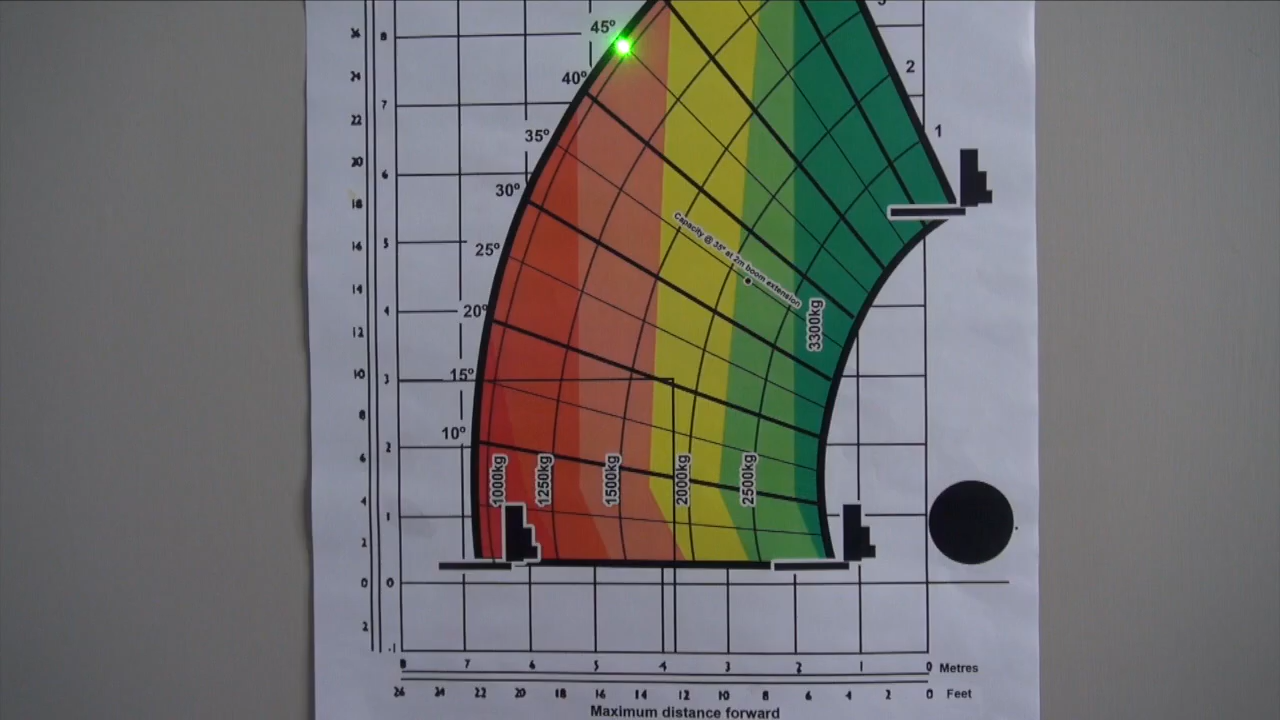 45º
40º
35º
30º
25º
20º
15º
10º
26
24
22
20
18
16
14
12
10
8
6
4
2
0
2
8
7
6
5
4
3
2
1
0
-1
3
2
1
Capacity @ 35º at 2m boom extension
3300kg
1000kg
1250kg
1500kg
2000kg
2500kg
8 7 6 5 4 3 2 1 0 Metres
26 24 22 20 18 16 14 12 10 8 6 4 2 0 Feet
Maximum distance forward